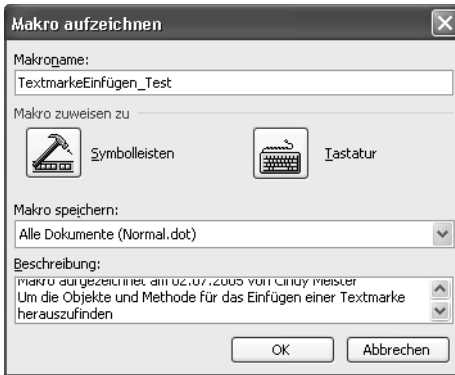 Makro aufzeichnen
Makroname:
TextmarkeEinfügen_Test
Makro zuweisen zu
Symbolleisten
Tastatur
Makro speichern:
Alle Dokumente (Normal.dot)
Beschreibung:
Makro aufgezeichnet am 02.07.2005 von Cindy Meister
Um die Objekte und Methode für das Einfügen einer Textmarke
herauszufinden
OK
Abbrechen